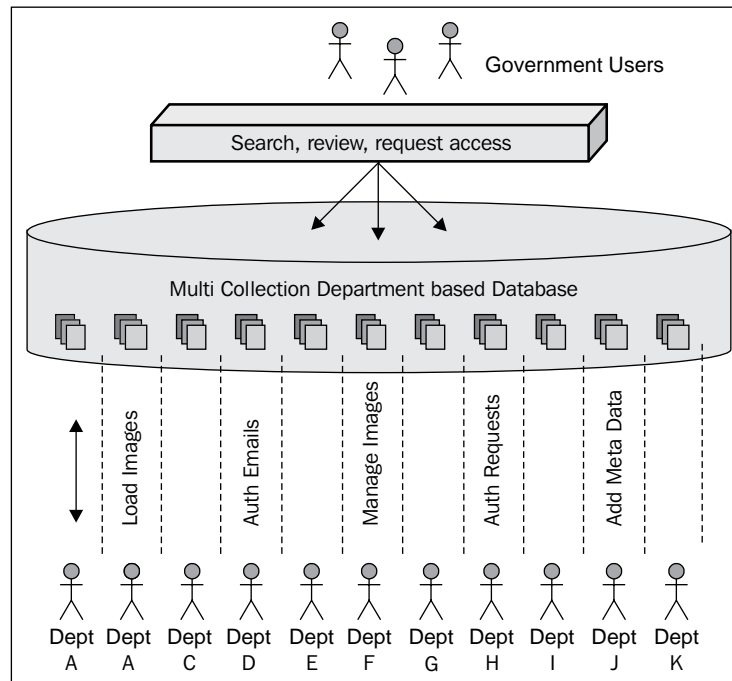 Government Users
Search, review, request access
Multi Collection Department based Database
Load Images
Auth Emails
Manage Images
Auth Requests
Add Meta Data
Dept Dept Dept Dept Dept Dept Dept Dept Dept Dept Dept
A A C D E F G H I J K